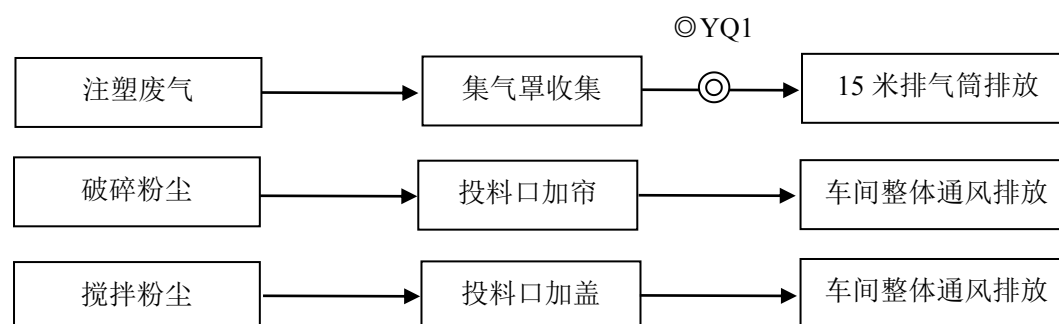 ◎YQ1
注塑废气
集气罩收集
15 米排气筒排放
破碎粉尘
投料口加帘
车间整体通风排放
搅拌粉尘
投料口加盖
车间整体通风排放